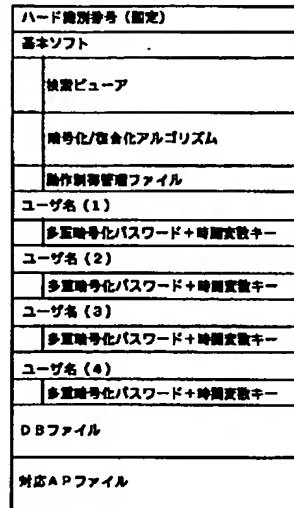 ハード識別番号（固定）
基本ソフト
検索ビューア
暗号化/復合化アルゴリズム
動作制御管理ファイル
ユーザ名（1）
多重暗号化パスワード＋時間変数キー
ユーザ名（2）
多重暗号化パスワード＋時間変数キー
ユーザ名（3）
多重暗号化パスワード＋時間変数キー
ユーザ名（4）
多重暗号化パスワード＋時間変数キー
ＤＢファイル
対応ＡＰファイル